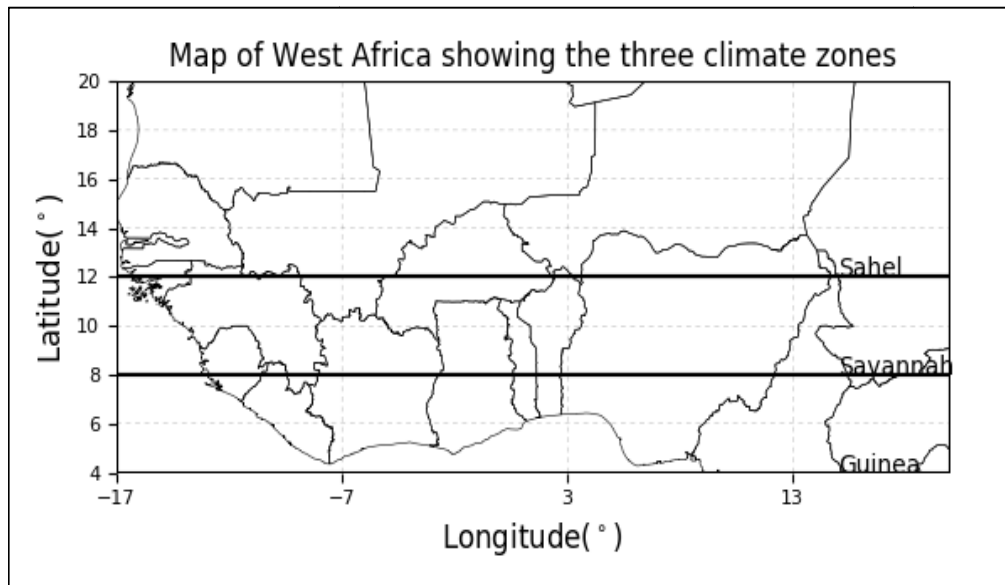 Map of West Africa showing the three climate zones
20
18
16
14
12
10
8
6
4
Latitude(°)
Sahel
Savannah
Guinea
−17
−7
3
13
Longitude(°)